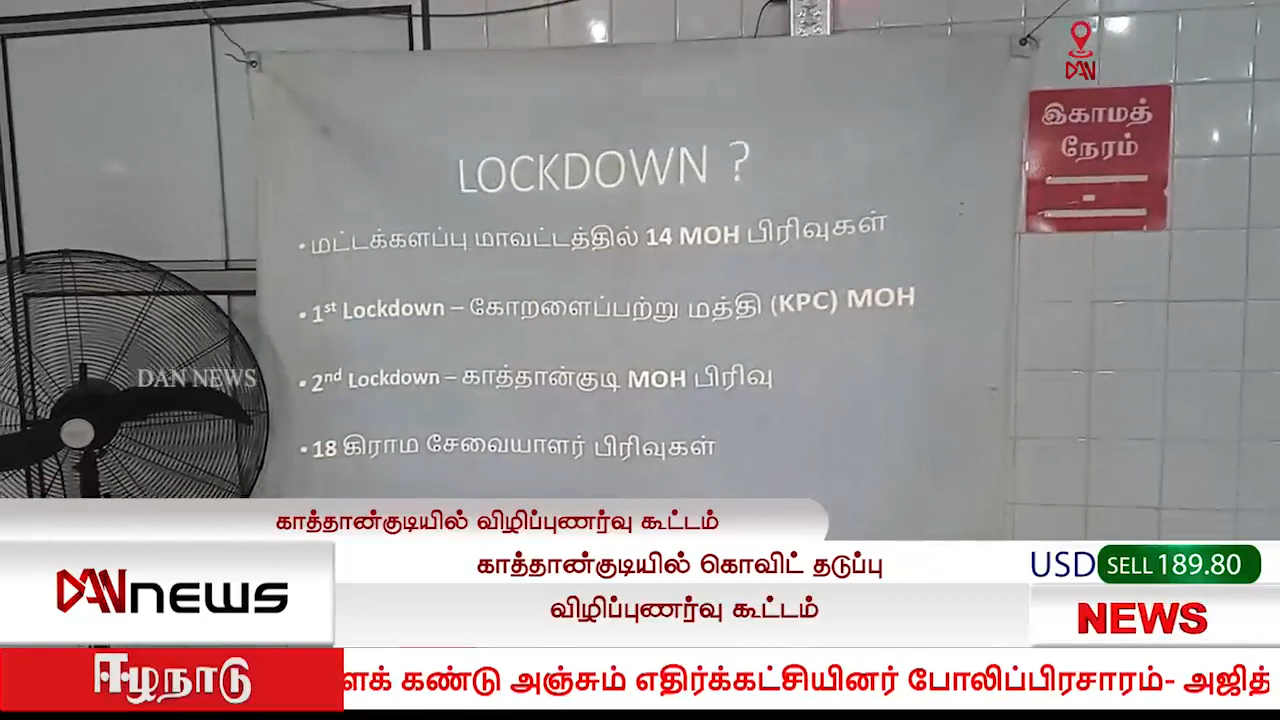 DAN
இகாமத்
நேரம்
LOCKDOWN ?
• மட்டக்களப்பு மாவட்டத்தில் 14 MOH பிரிவுகள்
• 1st Lockdown – கோறளைப்பற்று மத்தி (KPC) MOH
• 2nd Lockdown – காத்தான்குடி MOH பிரிவு
• 18 கிராம சேவையாளர் பிரிவுகள்
DAN NEWS
காத்தான்குடியில் விழிப்புணர்வு கூட்டம்
காத்தான்குடியில் கொவிட் தடுப்பு
விழிப்புணர்வு கூட்டம்
DAN news
USD SELL 189.80
NEWS
ஈழநாடு
ளைக் கண்டு அஞ்சும் எதிர்க்கட்சியினர் போலிப்பிரசாரம்- அஜித்